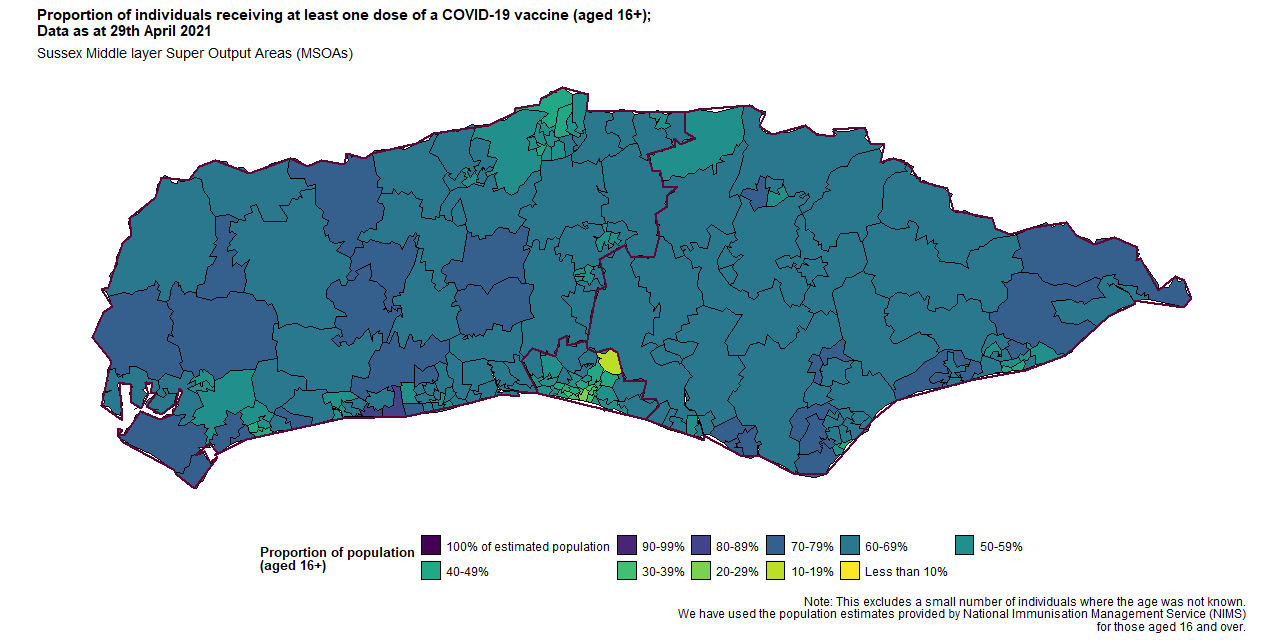 Proportion of individuals receiving at least one dose of a COVID-19 vaccine (aged 16+);
Data as at 29th April 2021
Sussex Middle layer Super Output Areas (MSOAs)
Proportion of population
(aged 16+)
100% of estimated population
90-99%
80-89%
70-79%
60-69%
50-59%
40-49%
30-39%
20-29%
10-19%
Less than 10%
Note: This excludes a small number of individuals where the age was not known.
We have used the population estimates provided by National Immunisation Management Service (NIMS)
for those aged 16 and over.